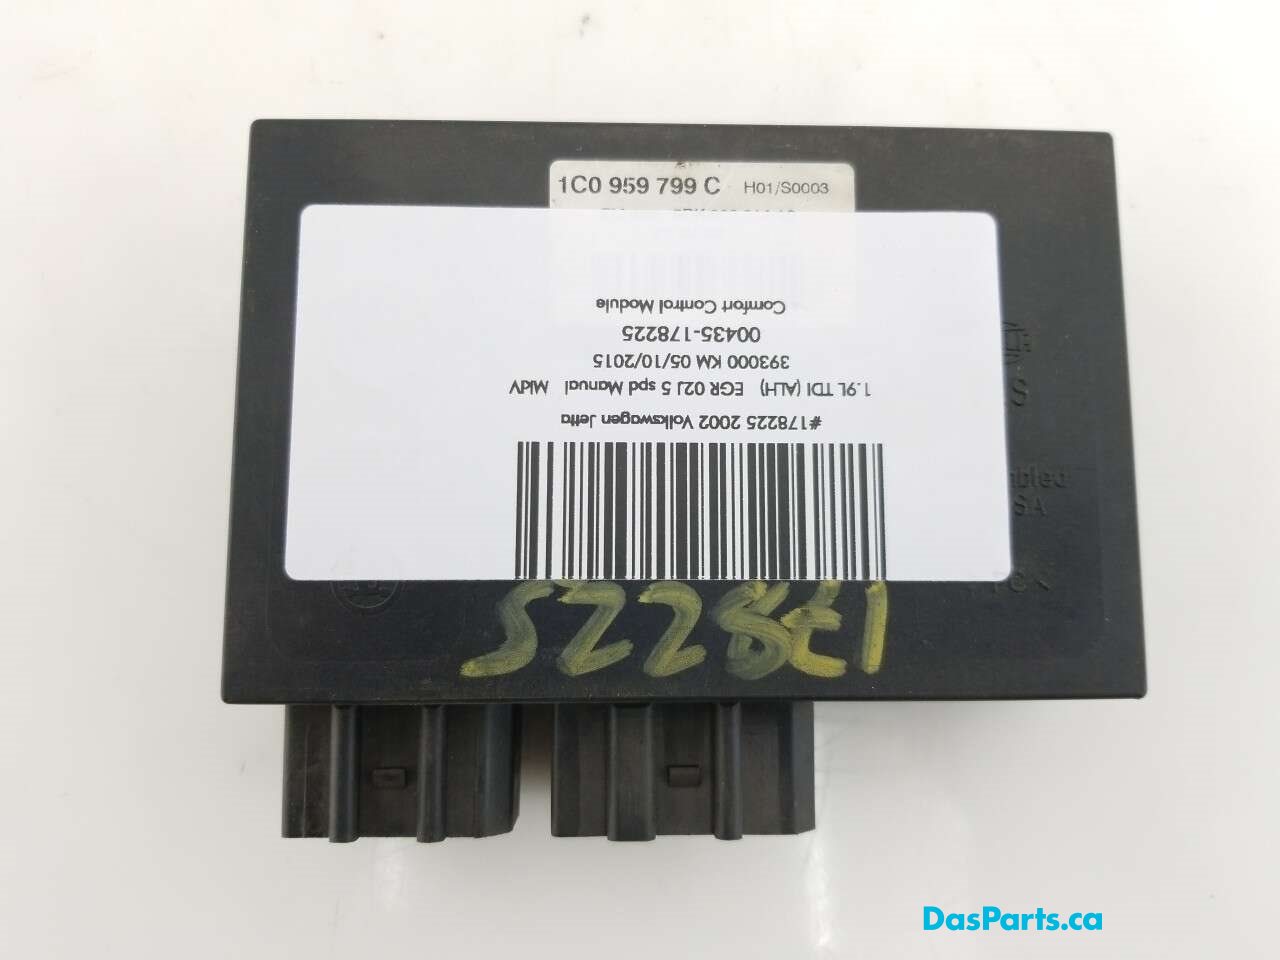 1C0 959 799 C H01/S0003
#178225 2002 Volkswagen Jetta
1.9L TDI (ALH) EGR 02J 5 spd Manual MIdV
393000 KM 05/10/2015
00435-178225
Comfort Control Module
178225
DasParts.ca